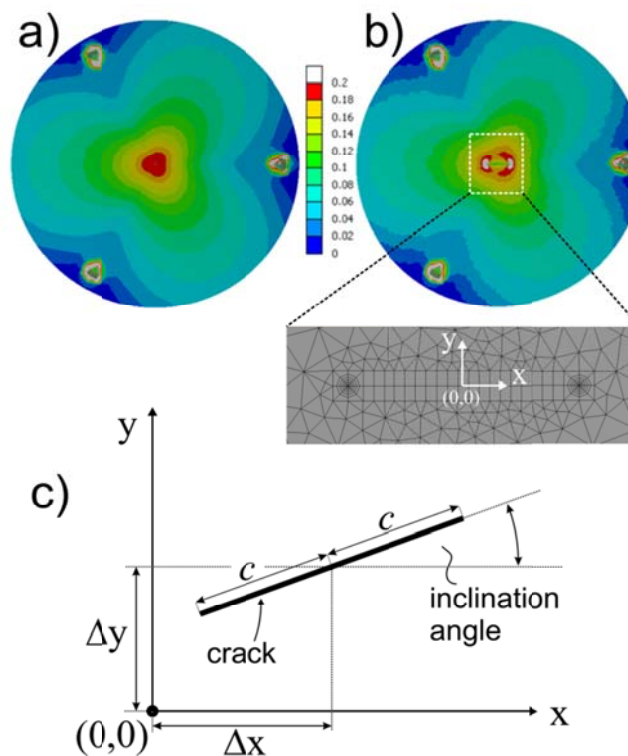 a)
b)
0.2
0.18
0.16
0.14
0.12
0.1
0.08
0.06
0.04
0.02
0
y
x
(0,0)
c)
y
c
c
inclination
angle
crack
Δy
(0,0)
Δx
x